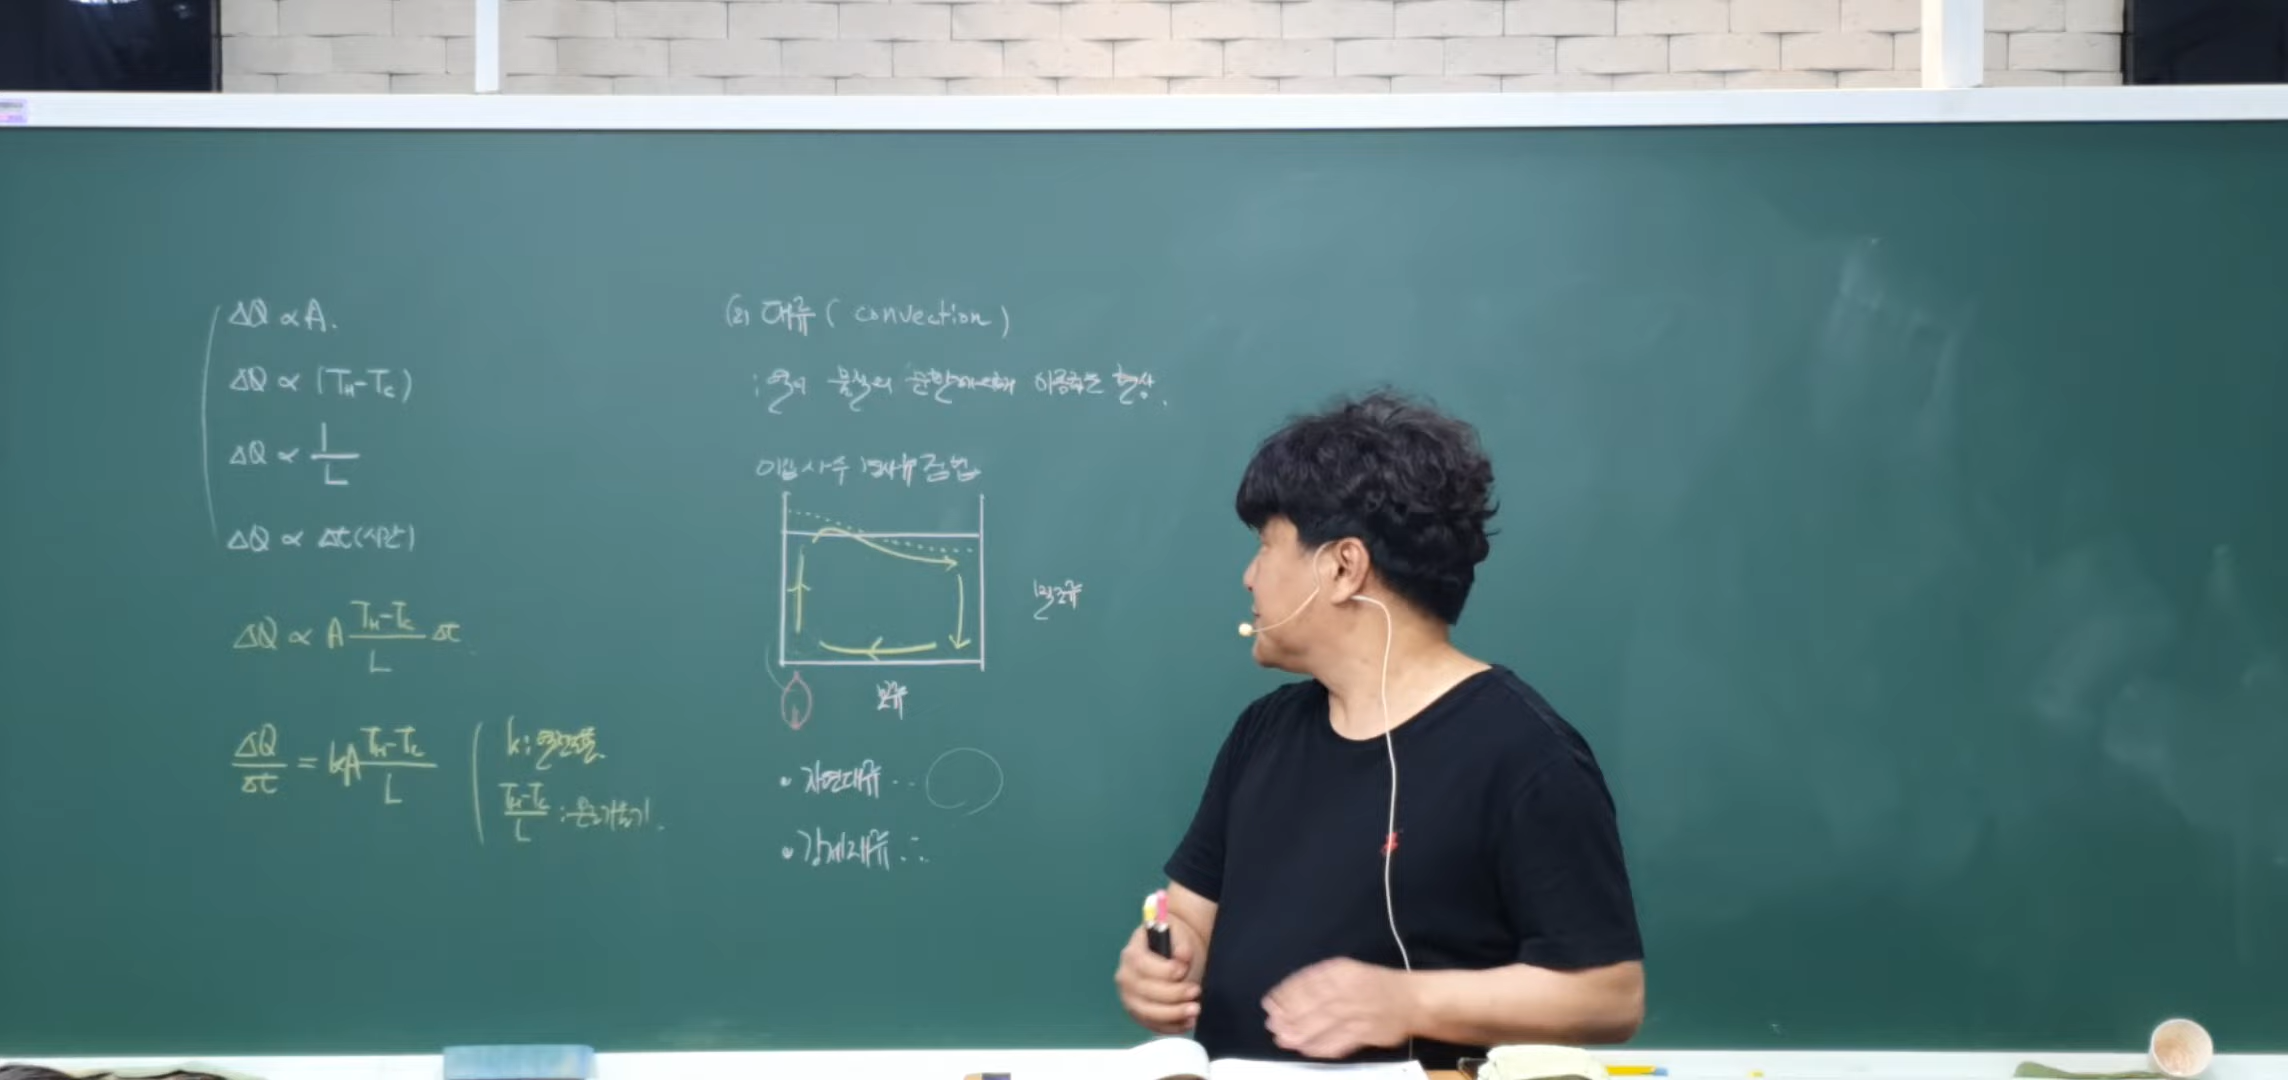 ΔQ ∝ A.
ΔQ ∝ (T_H-T_C)
ΔQ ∝ 1/L
ΔQ ∝ Δt(시간)
ΔQ ∝ A (T_H-T_C)/L Δt
ΔQ/Δt = kA (T_H-T_C)/L
k : 열전도율.
(T_H-T_C)/L : 온도기울기.
(2) 대류 ( convection )
: 열이 물질의 순환에 의해 이동하는 현상.
• 자연대류 ..
• 강제대류 ∴